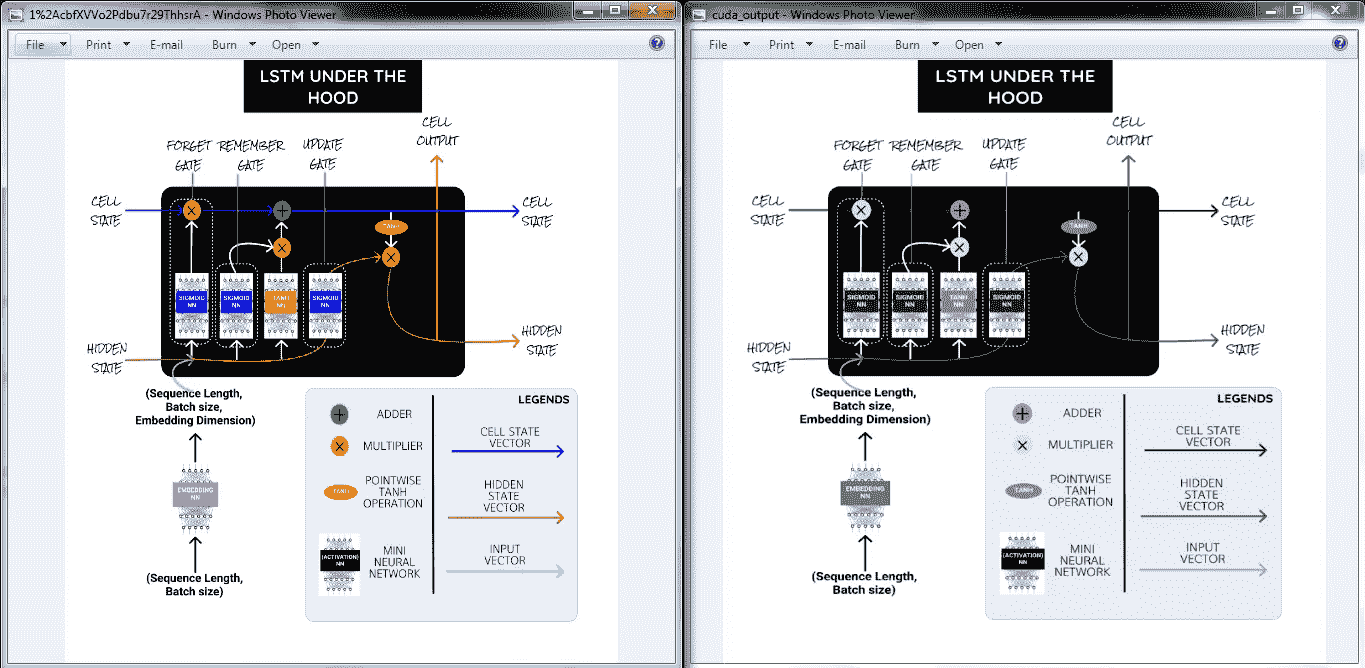 1%2AcbfXVVo2Pdbu7r29ThhsrA - Windows Photo Viewer
File Print E-mail Burn Open
LSTM UNDER THE
HOOD
CELL
OUTPUT
FORGET REMEMBER UPDATE
GATE GATE GATE
CELL
STATE
CELL
STATE
TANH
SIGMOID
NN
SIGMOID
NN
TANH
NN
SIGMOID
NN
HIDDEN
STATE
HIDDEN
STATE
(Sequence Length,
Batch size,
Embedding Dimension)
EMBEDDING
NN
(Sequence Length,
Batch size)
LEGENDS
ADDER
MULTIPLIER
TANH
POINTWISE
TANH
OPERATION
(ACTIVATION)
NN
MINI
NEURAL
NETWORK
CELL STATE
VECTOR
HIDDEN
STATE
VECTOR
INPUT
VECTOR
cuda_output - Windows Photo Viewer
File Print E-mail Burn Open
LSTM UNDER THE
HOOD
CELL
OUTPUT
FORGET REMEMBER UPDATE
GATE GATE GATE
CELL
STATE
CELL
STATE
TANH
SIGMOID
NN
SIGMOID
NN
TANH
NN
SIGMOID
NN
HIDDEN
STATE
HIDDEN
STATE
(Sequence Length,
Batch size,
Embedding Dimension)
EMBEDDING
NN
(Sequence Length,
Batch size)
LEGENDS
ADDER
MULTIPLIER
TANH
POINTWISE
TANH
OPERATION
(ACTIVATION)
NN
MINI
NEURAL
NETWORK
CELL STATE
VECTOR
HIDDEN
STATE
VECTOR
INPUT
VECTOR